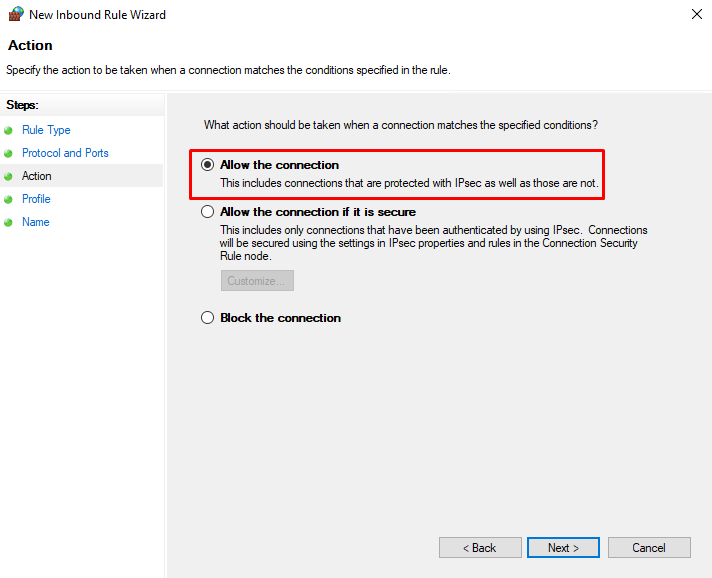 New Inbound Rule Wizard
Action
Specify the action to be taken when a connection matches the conditions specified in the rule.
Steps:
Rule Type
Protocol and Ports
Action
Profile
Name
What action should be taken when a connection matches the specified conditions?
Allow the connection
This includes connections that are protected with IPsec as well as those are not.
Allow the connection if it is secure
This includes only connections that have been authenticated by using IPsec. Connections
will be secured using the settings in IPsec properties and rules in the Connection Security
Rule node.
Customize...
Block the connection
< Back
Next >
Cancel